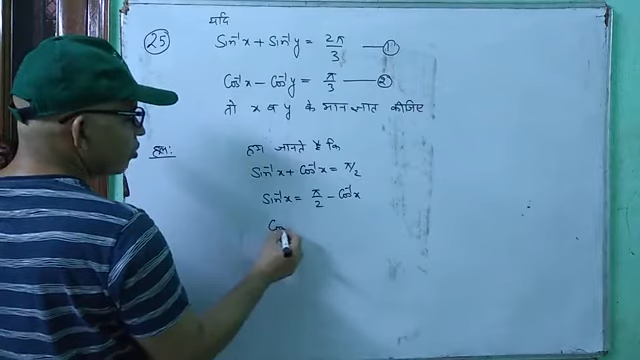 (25) यदि
Sin⁻¹x + Sin⁻¹y = 2π/3 —(1)
Cos⁻¹x - Cos⁻¹y = π/3 —(2)
तो x व y के मान ज्ञात कीजिए
हल: हम जानते है कि
Sin⁻¹x + Cos⁻¹x = π/2
Sin⁻¹x = π/2 - Cos⁻¹x
Cos